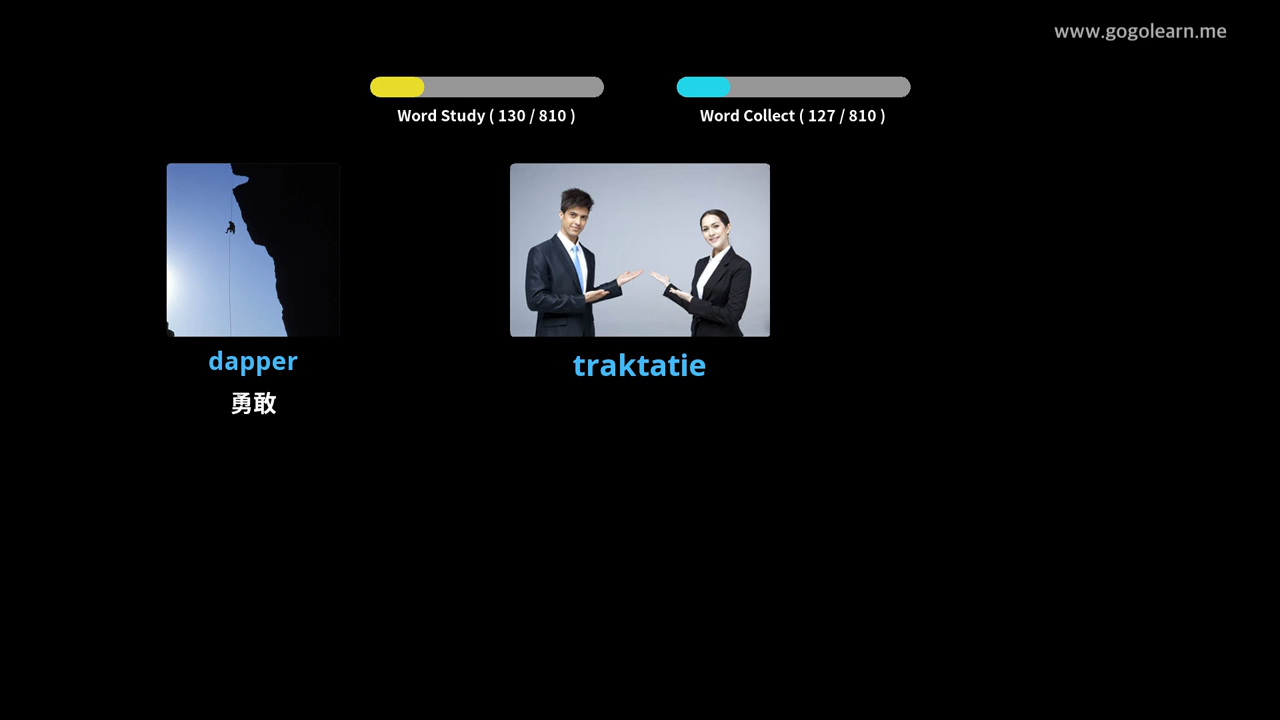 www.gogolearn.me
Word Study ( 130 / 810 )
Word Collect ( 127 / 810 )
dapper
勇敢
traktatie